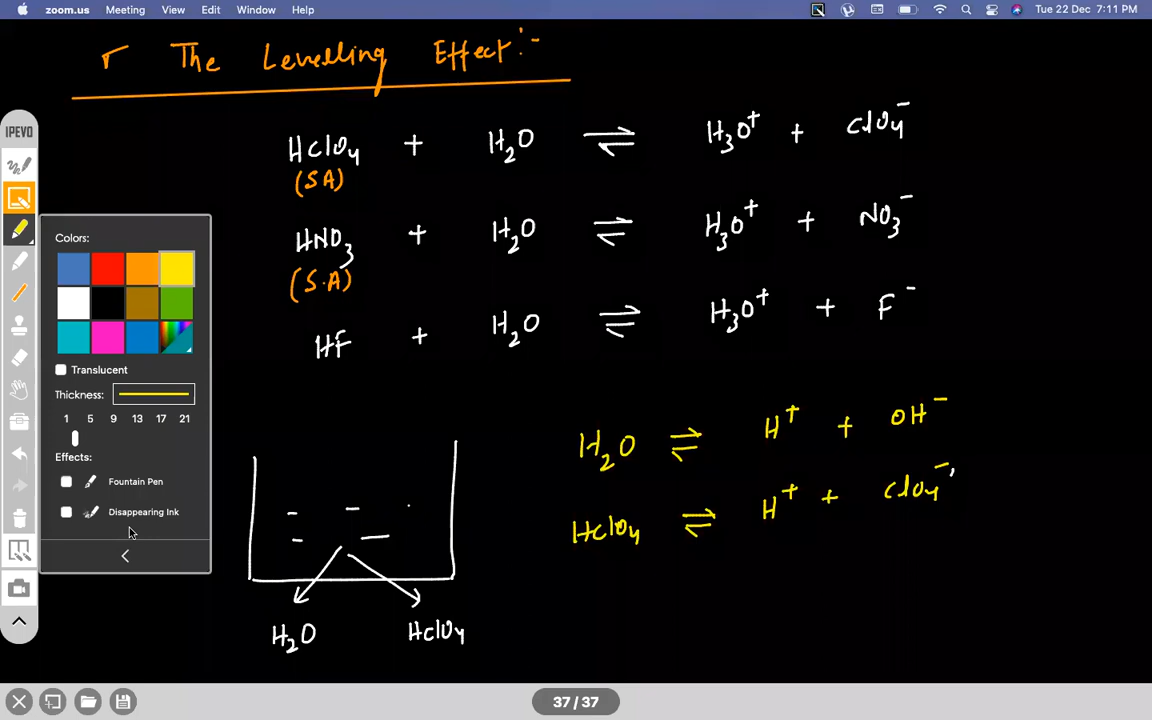 zoom.us Meeting View Edit Window Help Tue 22 Dec 7:11 PM
The Levelling Effect:-
HClO4 + H2O ⇌ H3O+ + ClO4-
(SA)
HNO3 + H2O ⇌ H3O+ + NO3-
(S.A)
HF + H2O ⇌ H3O+ + F-
H2O ⇌ H+ + OH-
HClO4 ⇌ H+ + ClO4-
H2O HClO4
IPEVO
Colors:
Translucent
Thickness:
1 5 9 13 17 21
Effects:
Fountain Pen
Disappearing Ink
37/37